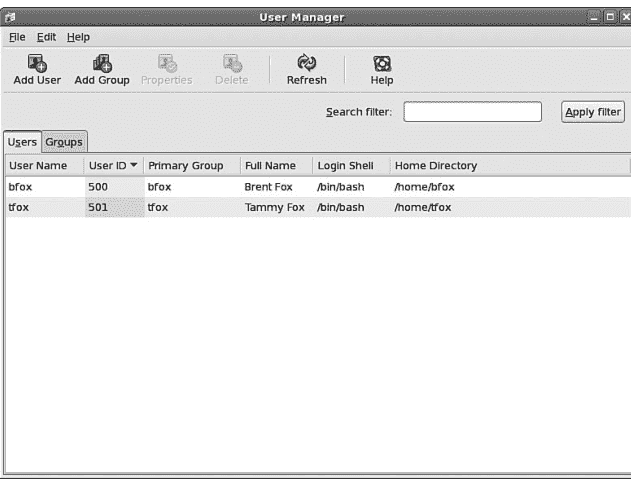 User Manager
File Edit Help
Add User Add Group Properties Delete Refresh Help
Search filter: Apply filter
Users Groups
User Name User ID Primary Group Full Name Login Shell Home Directory
bfox 500 bfox Brent Fox /bin/bash /home/bfox
tfox 501 tfox Tammy Fox /bin/bash /home/tfox